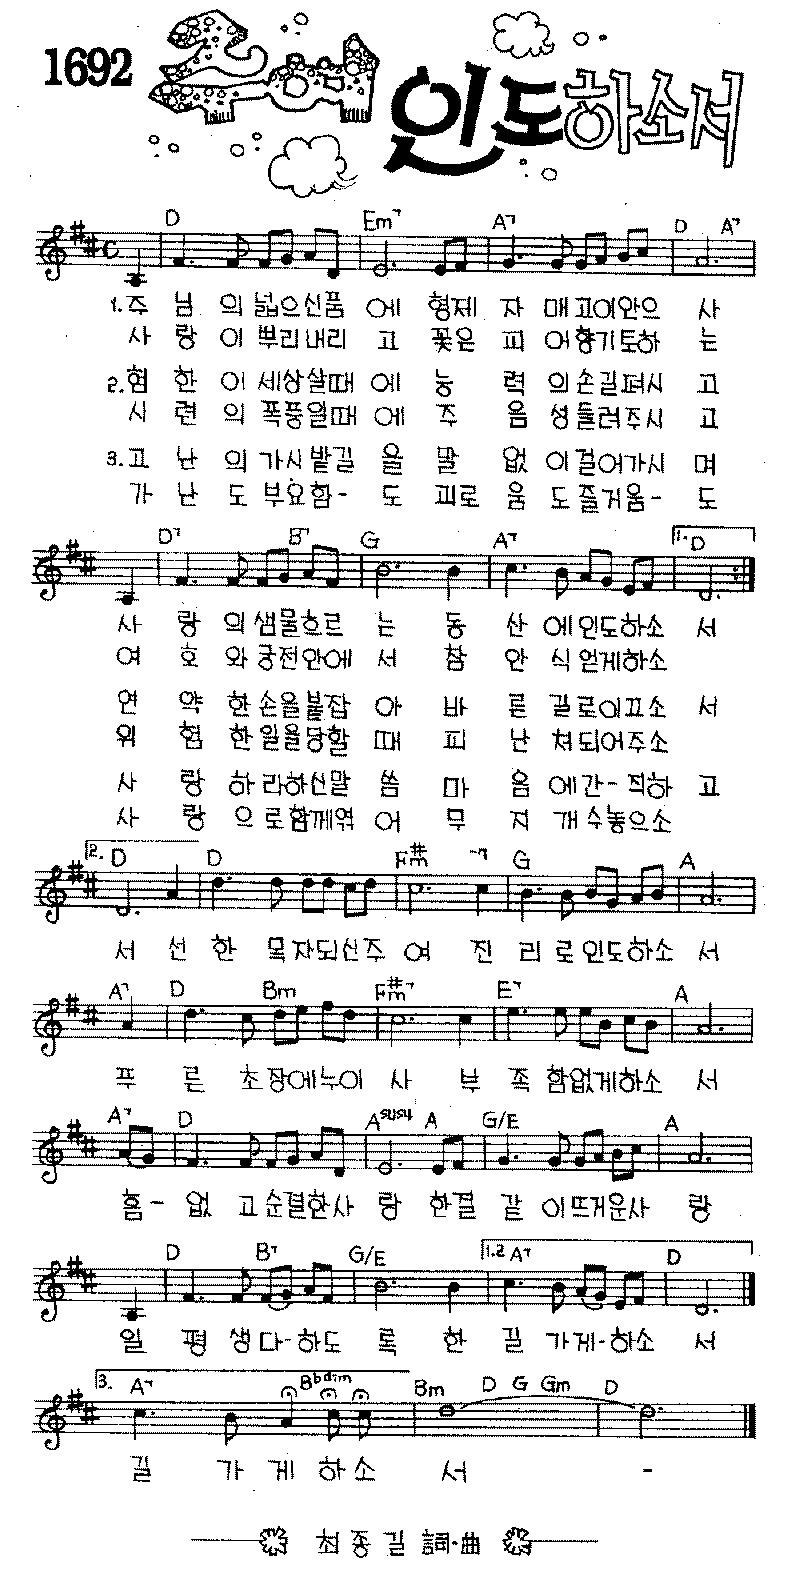 1692
인도하소서
D Em7 A7 D A7
1. 주 님 의 넓으신품 에 형제 자 매고이안으 사
사 랑 이 뿌리내리 고 꽃은 피 어향기토하 는
2. 험 한 이 세상살때 에 능 력 의손길펴시 고
시 련 의 폭풍일때 에 주 음 성들려주시 고
3. 고 난 의 가시밭길 을 말 없 이걸어가시 며
가 난 도 부요함- 도 괴로 움 도즐거움- 도
D7 B7 G A7 1. D
사 랑 의 샘물흐르 는 동 산 에인도하소 서
여 호 와 궁전안에 서 참 안 식얻게하소
연 약 한 손을붙잡 아 바 른 길로이끄소 서
위 험 한 일을당할 때 피 난 처되어주소
사 랑 하 라하신말 씀 마 음 에간-직하 고
사 랑 으 로함께엮 어 무 지 개수놓으소
2. D D F#m -7 G A
서 선 한 목자되신주 여 진 리 로인도하소 서
A7 D Bm F#m7 E7 A
푸 른 초장에누이 사 부 족 함없게하소 서
A7 D Asus4 A G/E A
흠- 없 고순결한사 랑 한결 같 이뜨거운사 랑
D B7 G/E 1.2 A7 D
일 평 생다-하도 록 한 길 가게-하소 서
3. A7 Bbdim Bm D G Gm D
길 가 게 하소 서 -
최종길 詞·曲